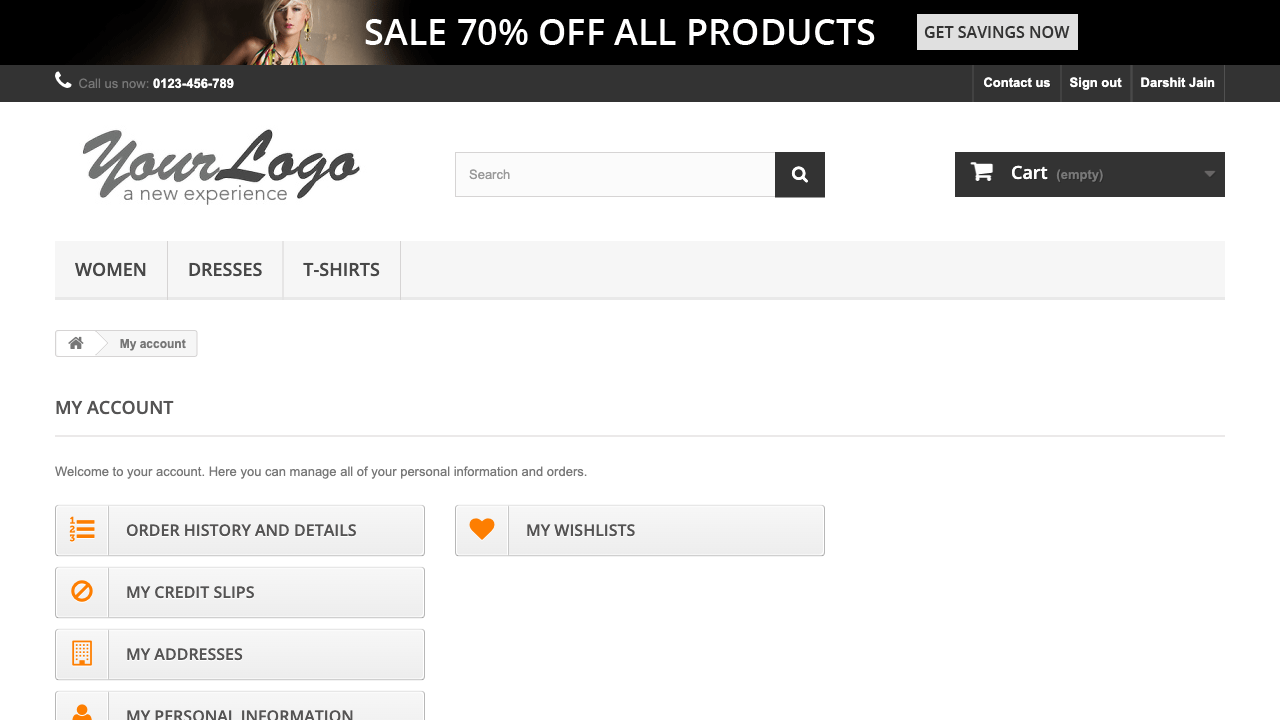 SALE 70% OFF ALL PRODUCTS GET SAVINGS NOW
Call us now: 0123-456-789 Contact us Sign out Darshit Jain
YourLogo
a new experience
Search
Cart (empty)
WOMEN DRESSES T-SHIRTS
My account
MY ACCOUNT
Welcome to your account. Here you can manage all of your personal information and orders.
ORDER HISTORY AND DETAILS MY WISHLISTS
MY CREDIT SLIPS
MY ADDRESSES
MY PERSONAL INFORMATION